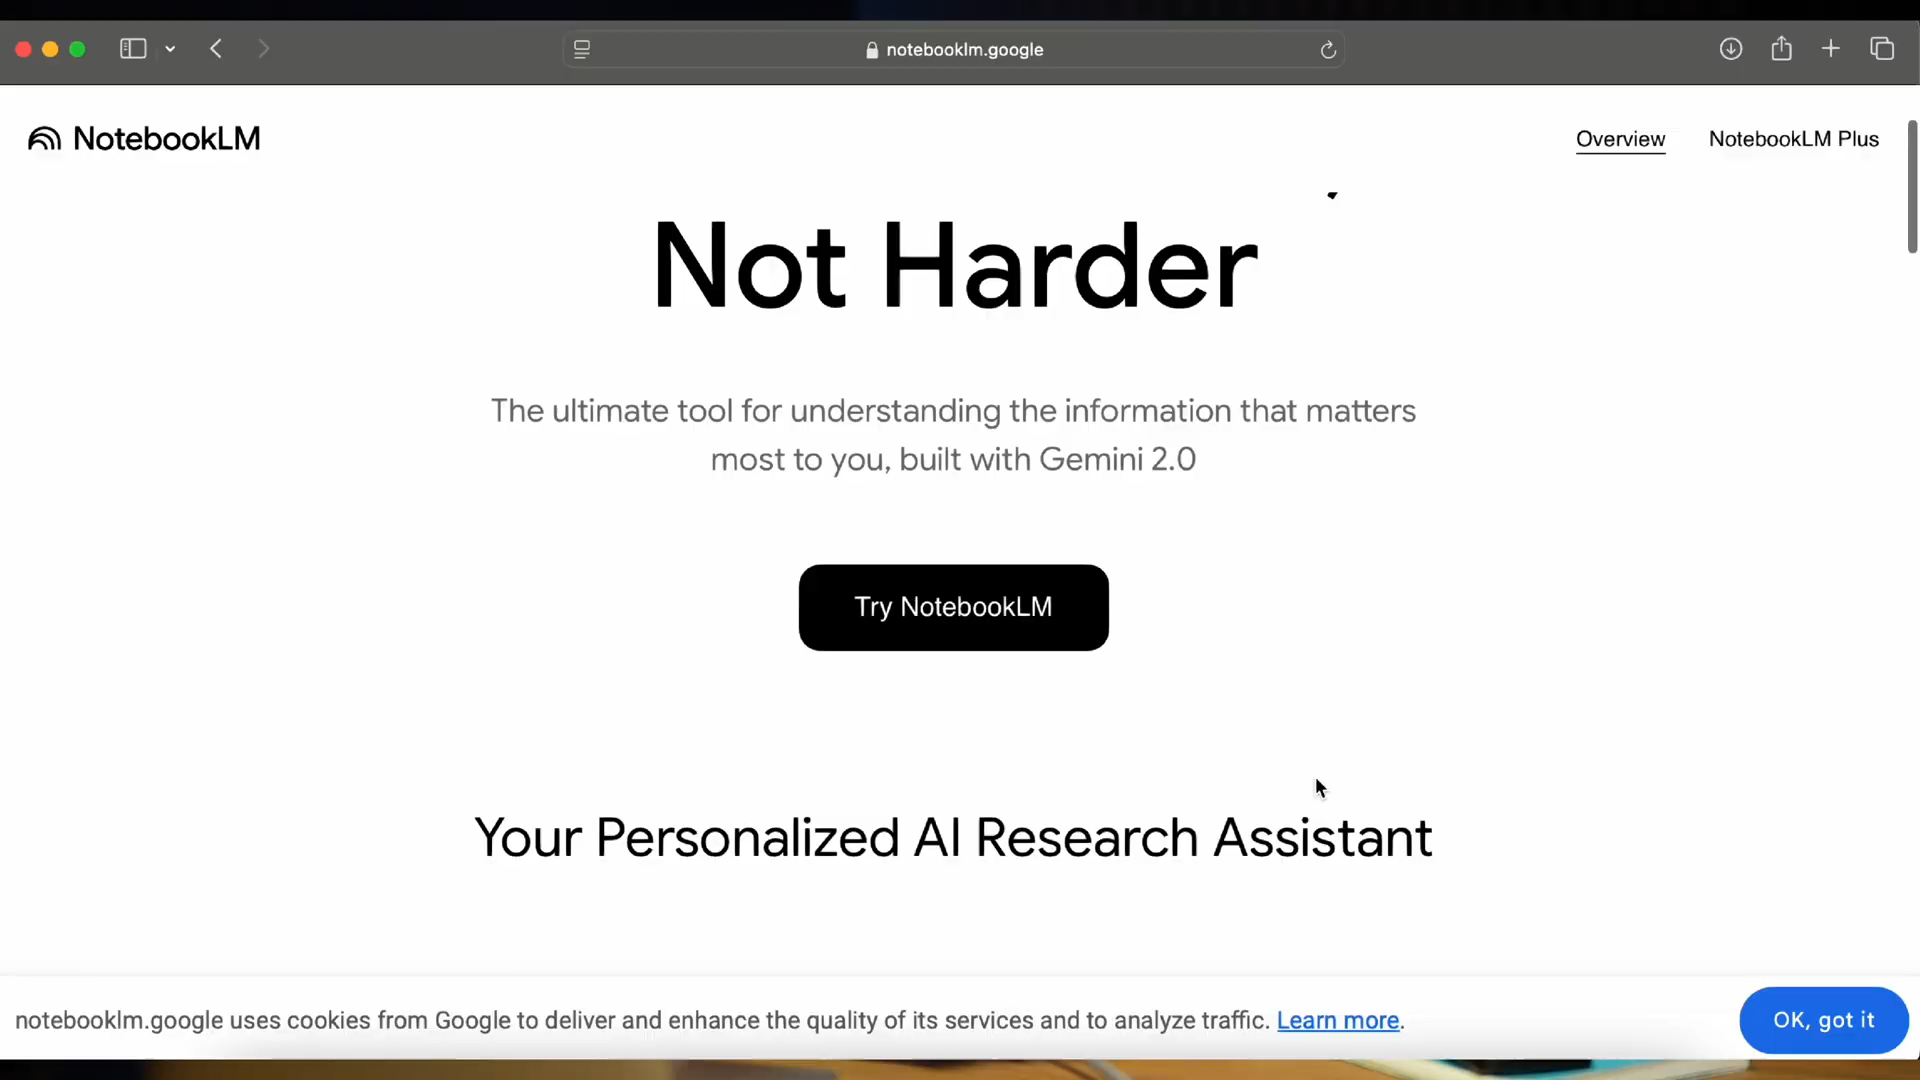 notebooklm.google
NotebookLM
Overview
NotebookLM Plus
Not Harder
The ultimate tool for understanding the information that matters
most to you, built with Gemini 2.0
Try NotebookLM
Your Personalized AI Research Assistant
notebooklm.google uses cookies from Google to deliver and enhance the quality of its services and to analyze traffic. Learn more.
OK, got it